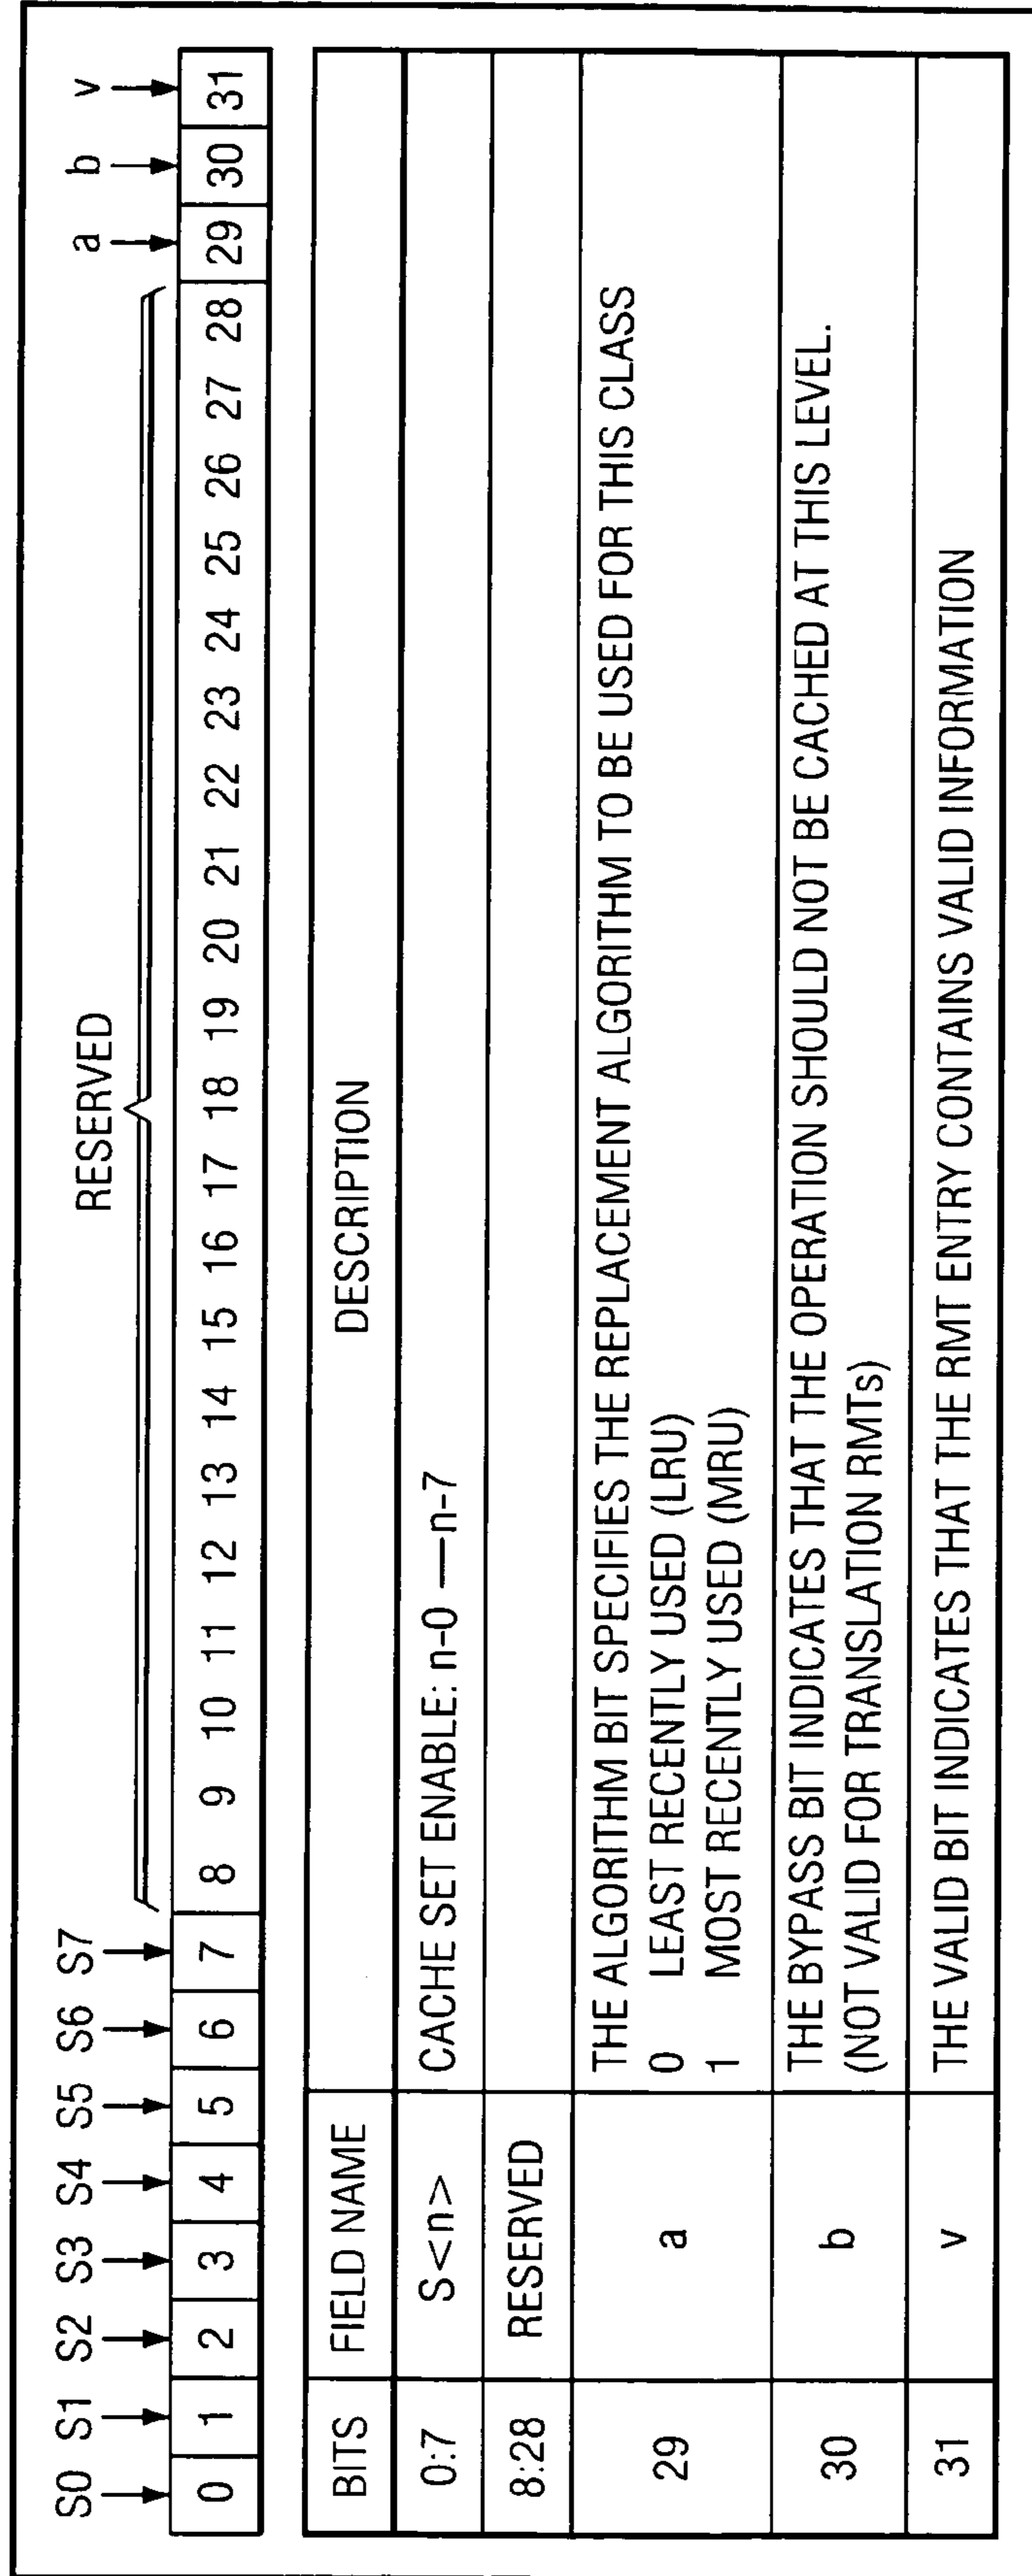 S0 S1 S2 S3 S4 S5 S6 S7 RESERVED a b v
0 1 2 3 4 5 6 7 8 9 10 11 12 13 14 15 16 17 18 19 20 21 22 23 24 25 26 27 28 29 30 31
BITS FIELD NAME DESCRIPTION
0:7 S<n> CACHE SET ENABLE: n-0 —n-7
8:28 RESERVED
29 a THE ALGORITHM BIT SPECIFIES THE REPLACEMENT ALGORITHM TO BE USED FOR THIS CLASS
0 LEAST RECENTLY USED (LRU)
1 MOST RECENTLY USED (MRU)
30 b THE BYPASS BIT INDICATES THAT THE OPERATION SHOULD NOT BE CACHED AT THIS LEVEL.
(NOT VALID FOR TRANSLATION RMTs)
31 v THE VALID BIT INDICATES THAT THE RMT ENTRY CONTAINS VALID INFORMATION